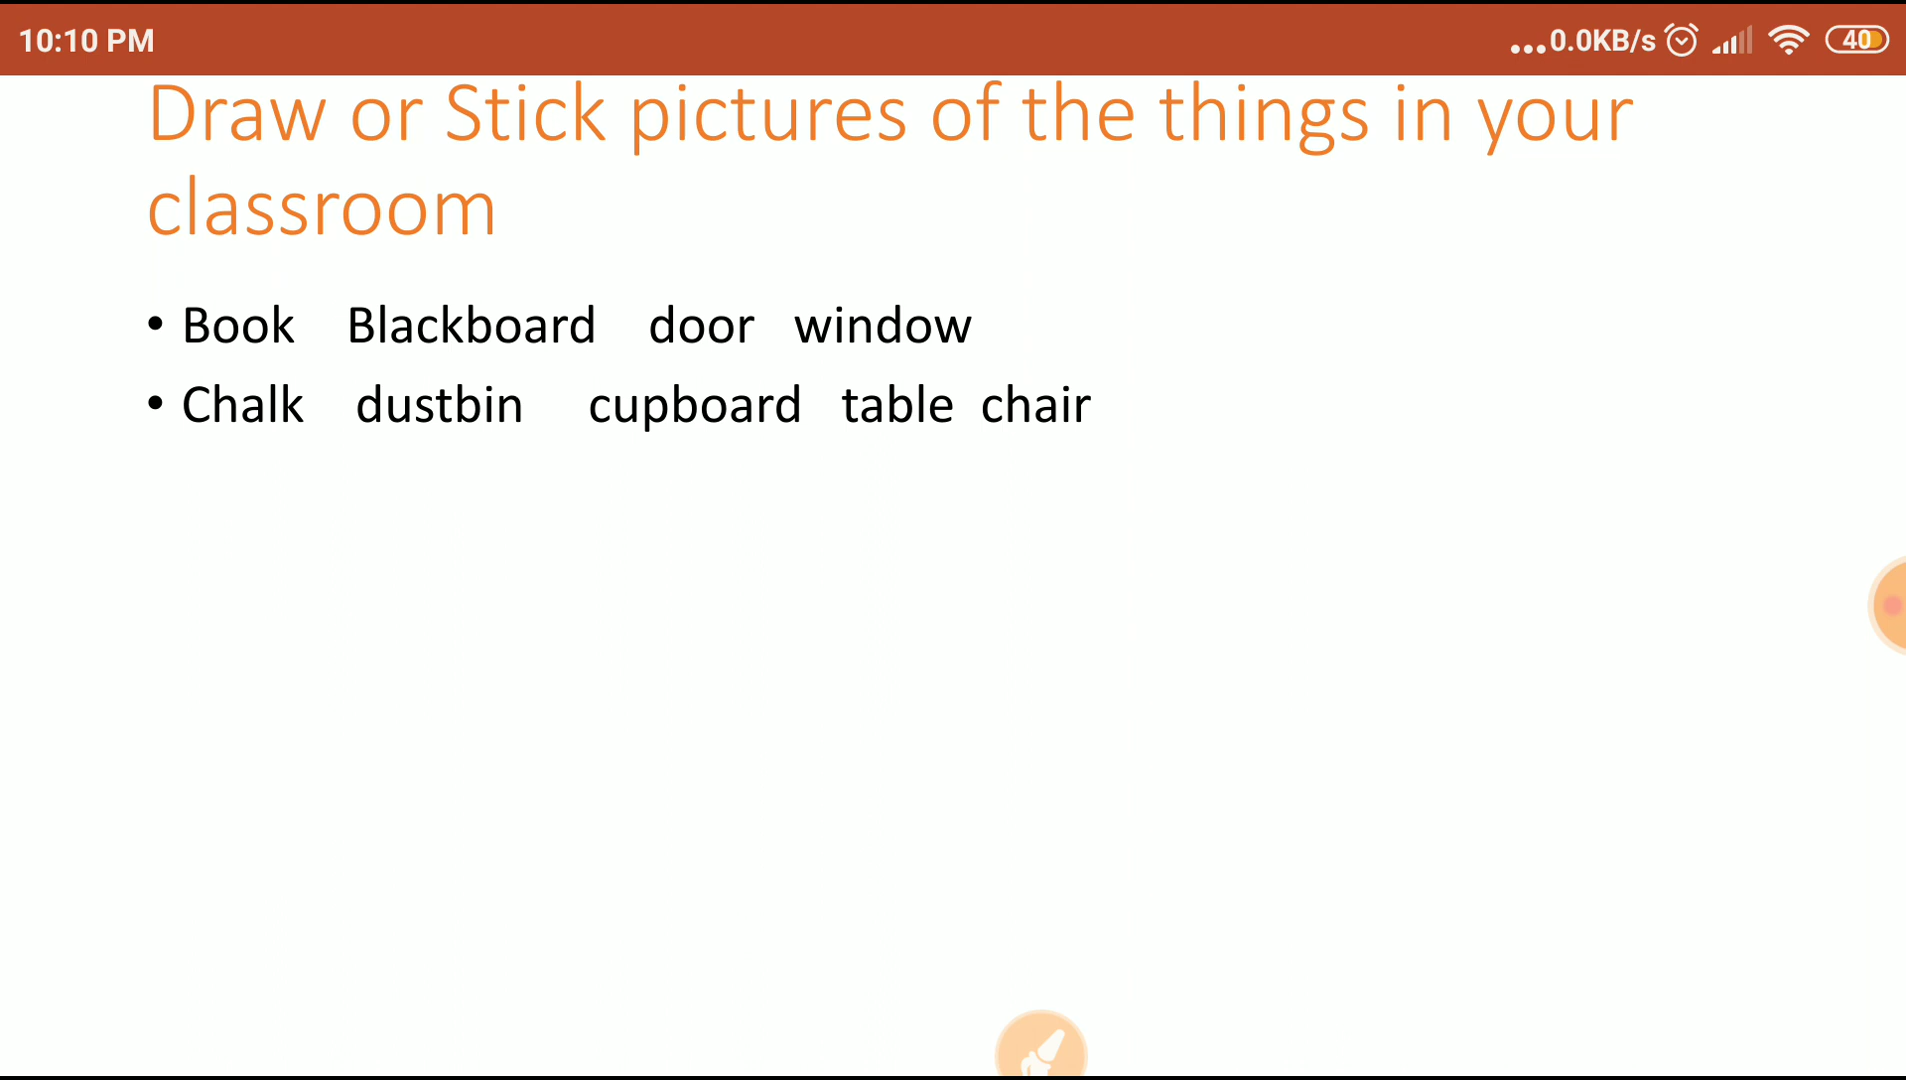 10:10 PM ...0.0KB/s 40
Draw or Stick pictures of the things in your
classroom
• Book Blackboard door window
• Chalk dustbin cupboard table chair